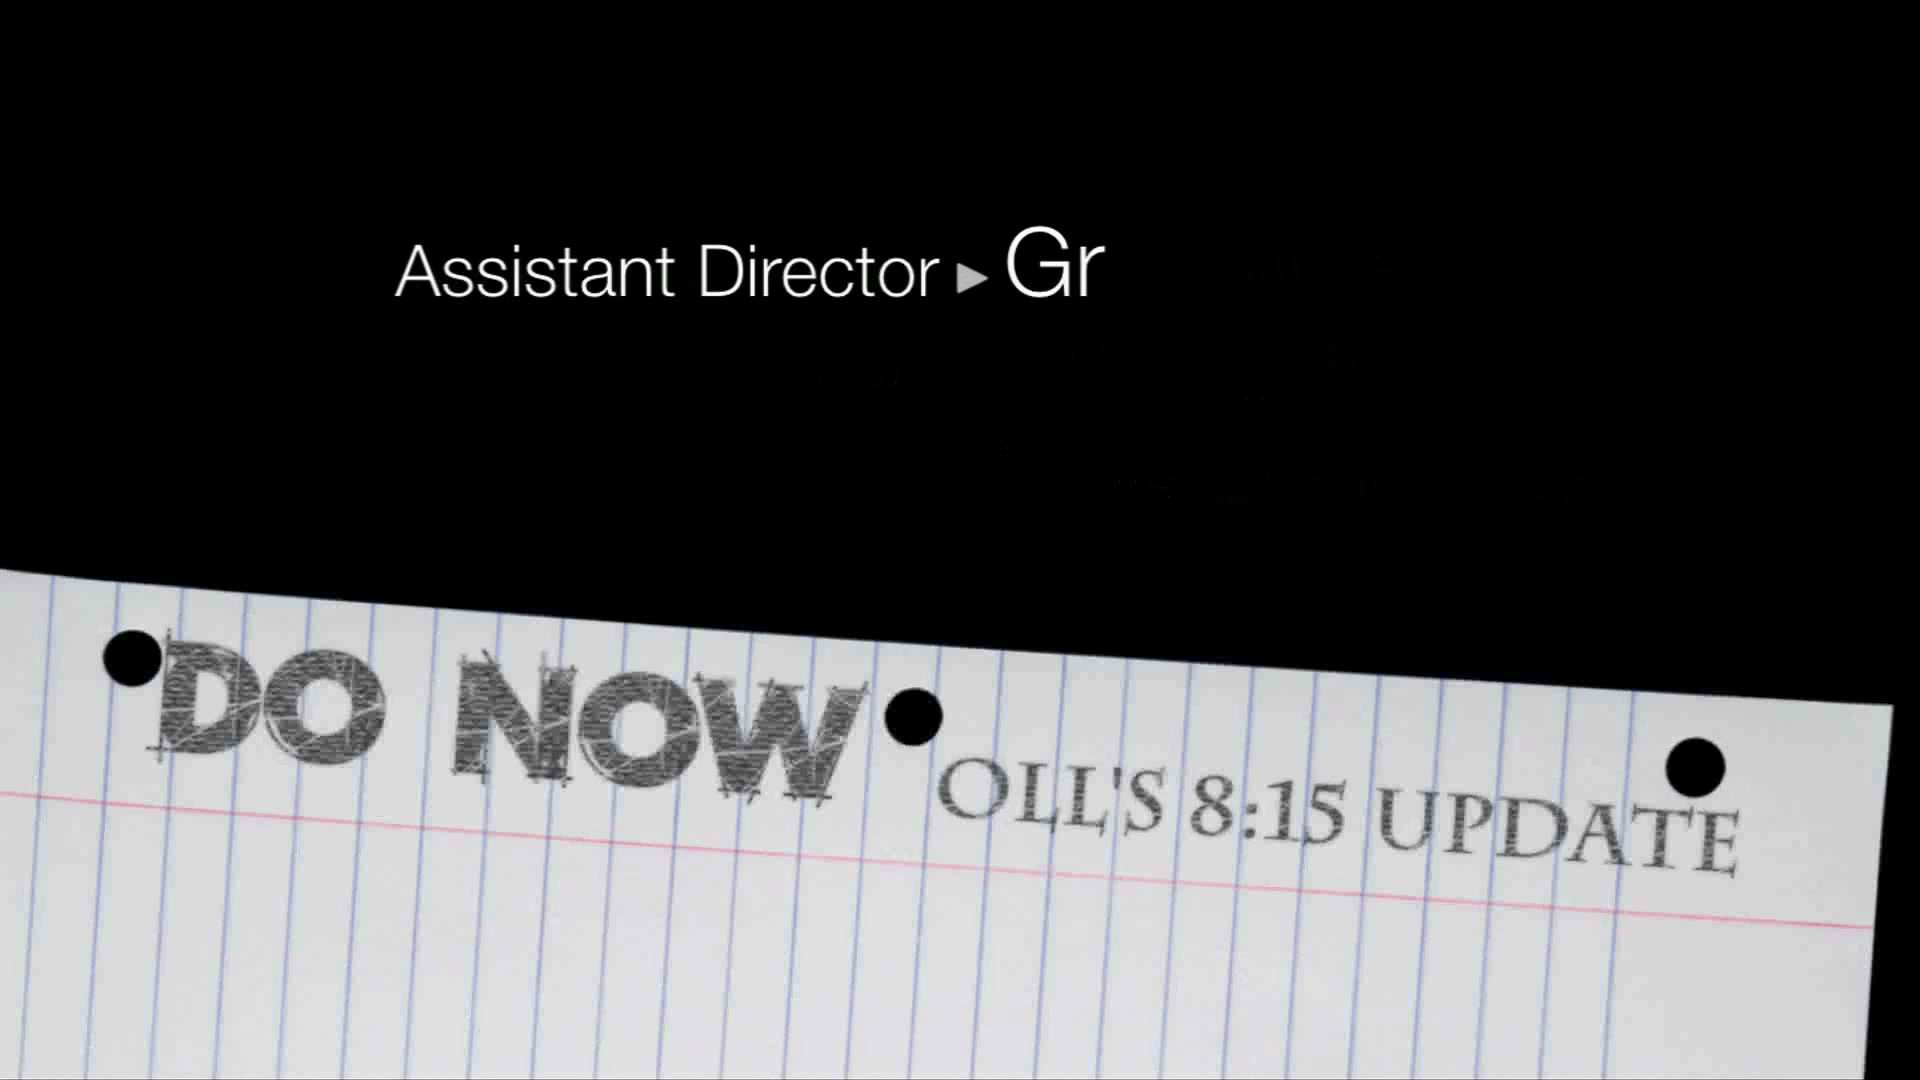 Assistant Director ▸ Gr
DO NOW
OLL'S 8:15 UPDATE